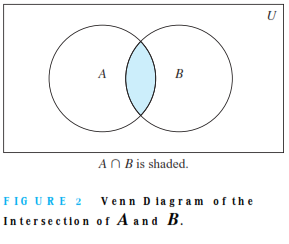 U
A B
A ∩ B is shaded.
FIGURE 2 Venn Diagram of the
Intersection of A and B.